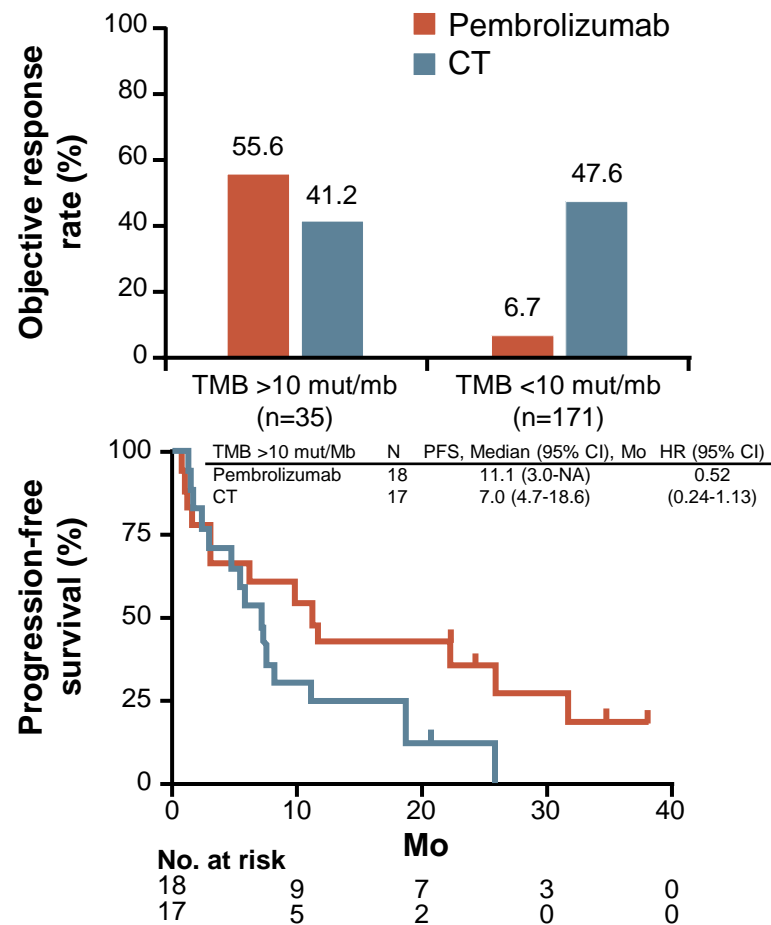 Pembrolizumab
CT
Objective response
rate (%)
100
80
60
40
20
0
55.6
41.2
6.7
47.6
TMB >10 mut/mb
(n=35)
TMB <10 mut/mb
(n=171)
Progression-free
survival (%)
100
75
50
25
0
TMB >10 mut/Mb N PFS, Median (95% CI), Mo HR (95% CI)
Pembrolizumab 18 11.1 (3.0-NA) 0.52
CT 17 7.0 (4.7-18.6) (0.24-1.13)
0 10 20 30 40
Mo
No. at risk
18 9 7 3 0
17 5 2 0 0